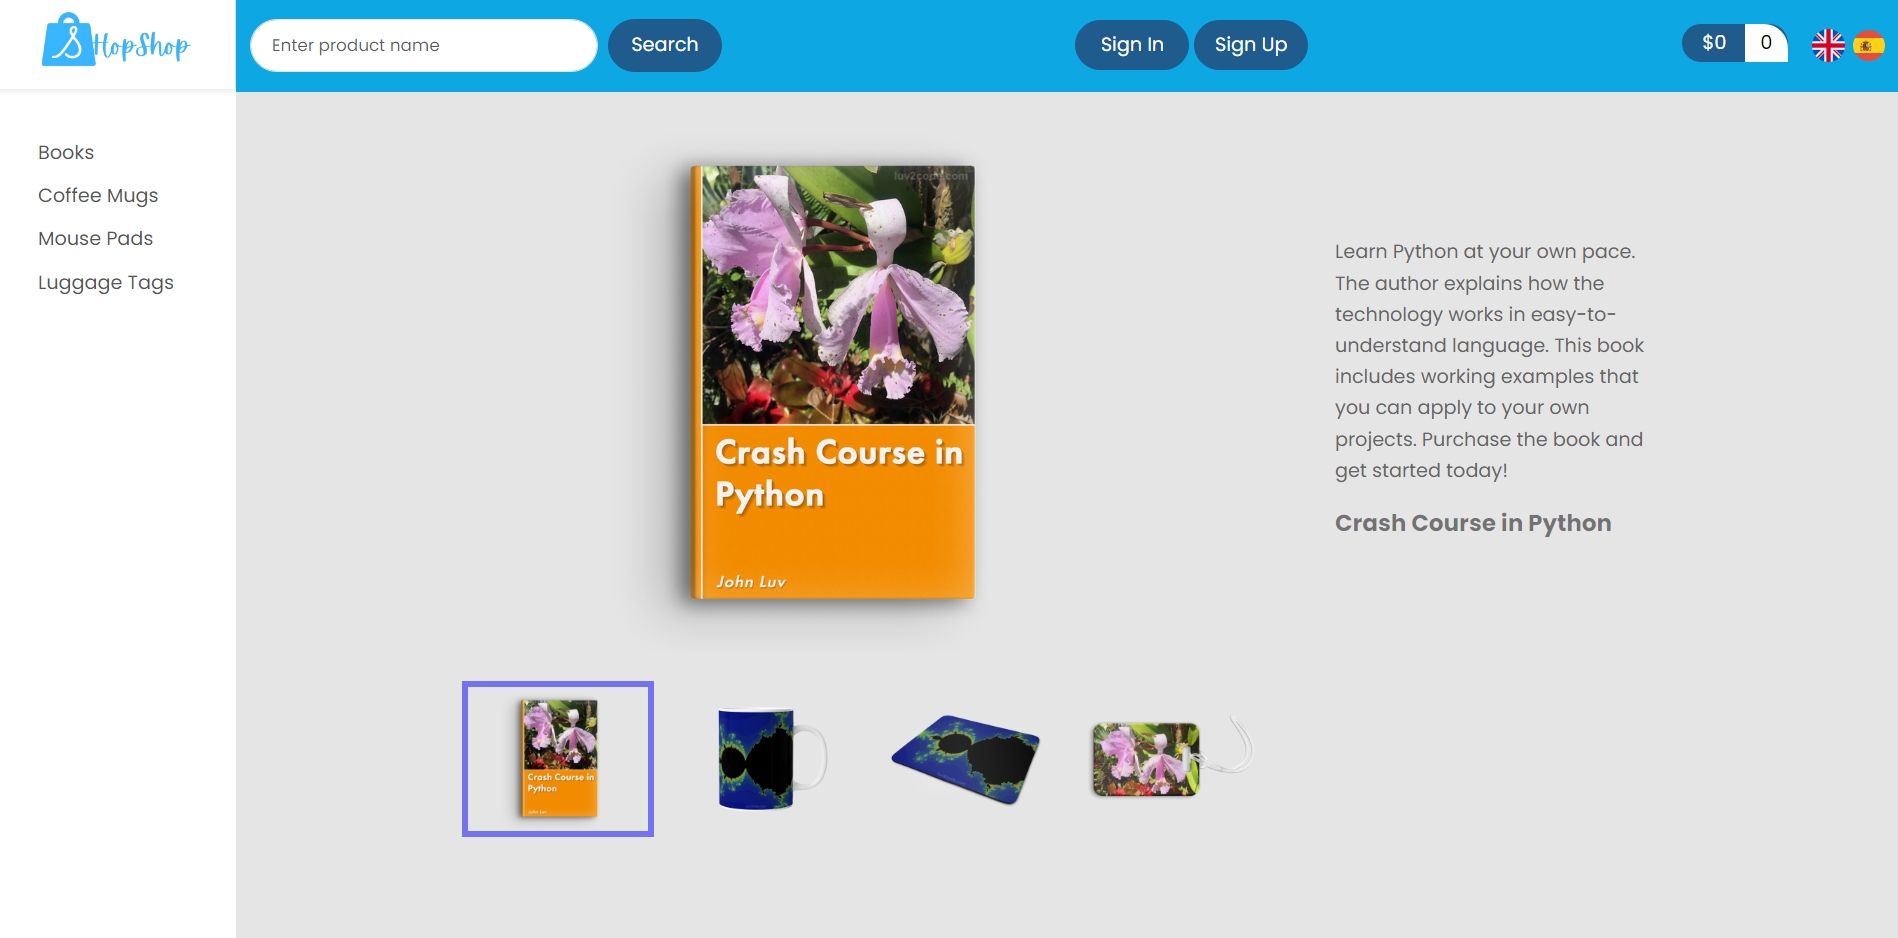 HopShop
Enter product name
Search
Sign In
Sign Up
$0
0
Books
Coffee Mugs
Mouse Pads
Luggage Tags
luv2code.com
Crash Course in
Python
John Luv
Learn Python at your own pace.
The author explains how the
technology works in easy-to-
understand language. This book
includes working examples that
you can apply to your own
projects. Purchase the book and
get started today!
Crash Course in Python
Crash Course in
Python
John Luv